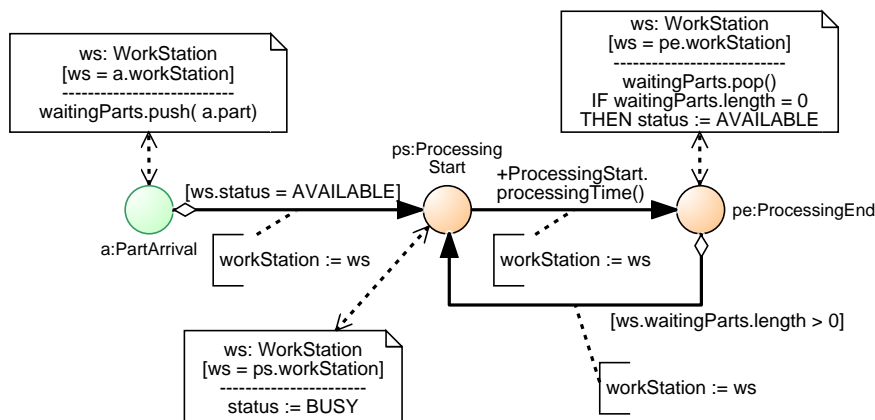 ws: WorkStation
[ws = a.workStation]
---------------------------
waitingParts.push( a.part)
ws: WorkStation
[ws = pe.workStation]
---------------------------
waitingParts.pop()
IF waitingParts.length = 0
THEN status := AVAILABLE
ps:Processing
Start
[ws.status = AVAILABLE]
+ProcessingStart.
processingTime()
a:PartArrival
pe:ProcessingEnd
workStation := ws
workStation := ws
[ws.waitingParts.length > 0]
ws: WorkStation
[ws = ps.workStation]
----------------------
status := BUSY
workStation := ws